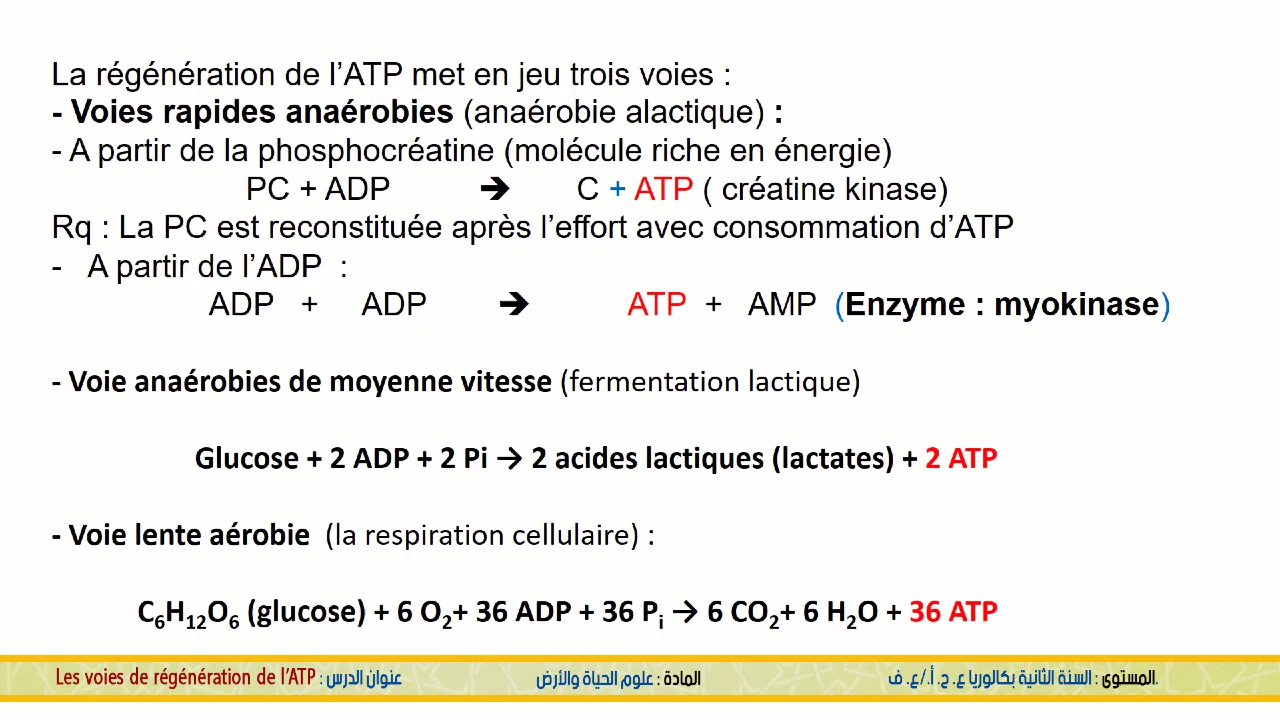 La régénération de l’ATP met en jeu trois voies :
- Voies rapides anaérobies (anaérobie alactique) :
- A partir de la phosphocréatine (molécule riche en énergie)
PC + ADP ➔ C + ATP ( créatine kinase)
Rq : La PC est reconstituée après l’effort avec consommation d’ATP
- A partir de l’ADP :
ADP + ADP ➔ ATP + AMP (Enzyme : myokinase)
- Voie anaérobies de moyenne vitesse (fermentation lactique)
Glucose + 2 ADP + 2 Pi → 2 acides lactiques (lactates) + 2 ATP
- Voie lente aérobie (la respiration cellulaire) :
C₆H₁₂O₆ (glucose) + 6 O₂+ 36 ADP + 36 Pᵢ → 6 CO₂+ 6 H₂O + 36 ATP
المستوى : السنة الثانية بكالوريا ع. ح. أ./ع. ف. المادة : علوم الحياة والأرض عنوان الدرس : Les voies de régénération de l’ATP